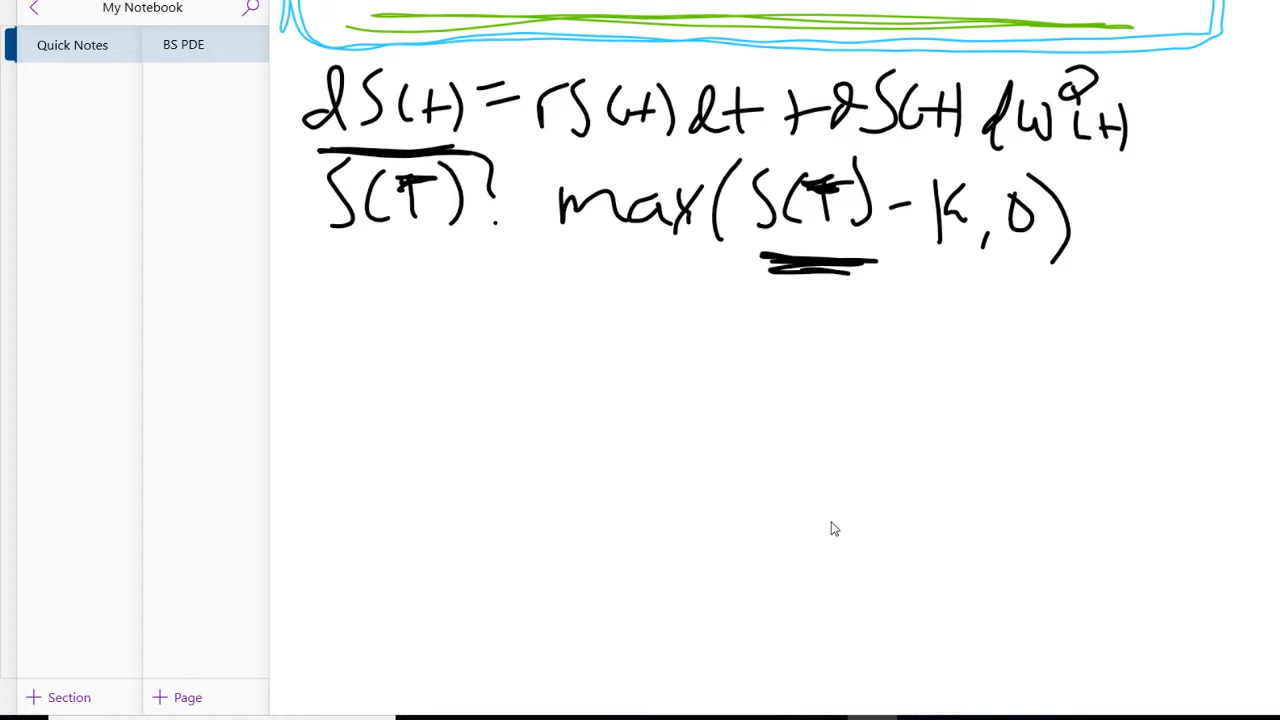 My Notebook
Quick Notes
BS PDE
dS(t) = rS(t)dt + σS(t)dW^Q(t)
S(T)? max(S(T) - K, 0)
+ Section
+ Page